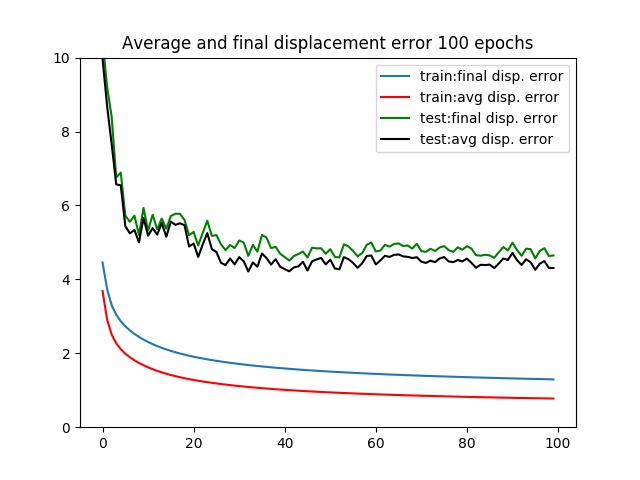 Average and final displacement error 100 epochs
10
8
6
4
2
0
train:final disp. error
train:avg disp. error
test:final disp. error
test:avg disp. error
0 20 40 60 80 100